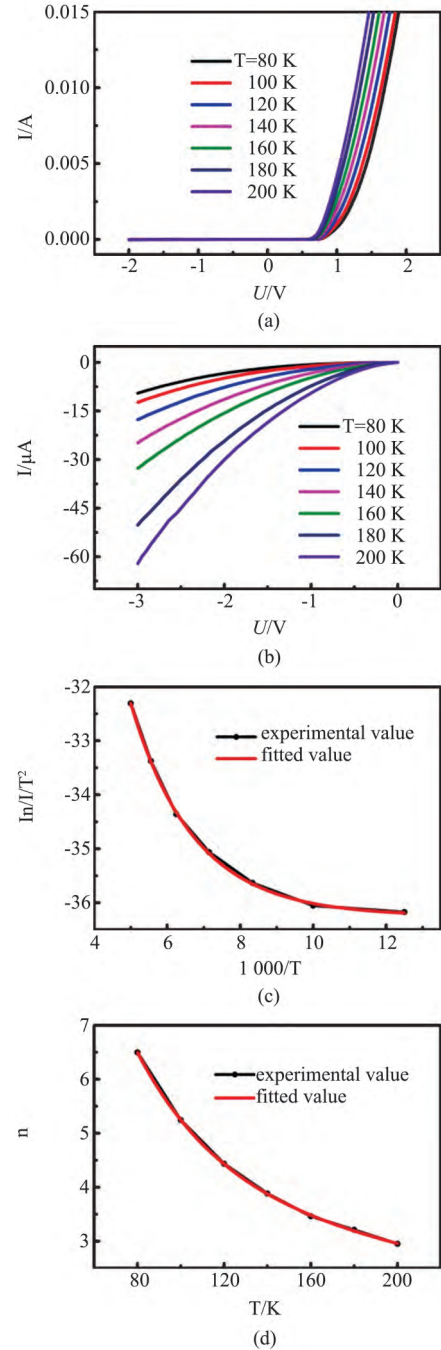 0.015
0.010
0.005
0.000
I/A
T=80 K
100 K
120 K
140 K
160 K
180 K
200 K
-2 -1 0 1 2
U/V
(a)
0
-15
-30
-45
-60
I/μA
T=80 K
100 K
120 K
140 K
160 K
180 K
200 K
-3 -2 -1 0
U/V
(b)
-32
-33
-34
-35
-36
In/I/T²
experimental value
fitted value
4 6 8 10 12
1 000/T
(c)
7
6
5
4
3
n
experimental value
fitted value
80 120 160 200
T/K
(d)